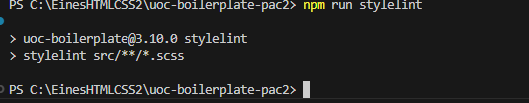 PS C:\EinesHTMLCSS2\uoc-boilerplate-pac2> npm run stylelint
> uoc-boilerplate@3.10.0 stylelint
> stylelint src/**/*.scss
PS C:\EinesHTMLCSS2\uoc-boilerplate-pac2>